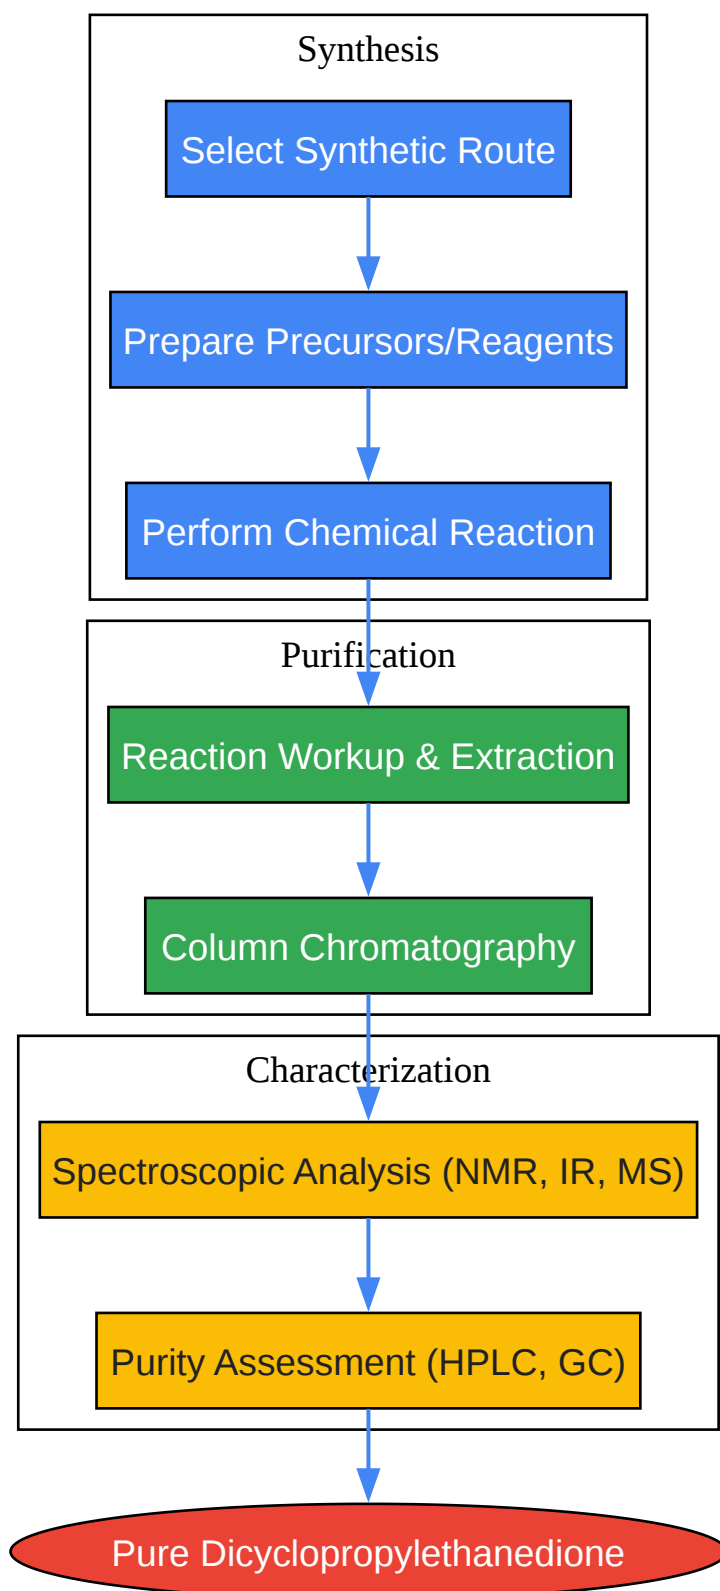 Synthesis
Select Synthetic Route
Prepare Precursors/Reagents
Perform Chemical Reaction
Purification
Reaction Workup & Extraction
Column Chromatography
Characterization
Spectroscopic Analysis (NMR, IR, MS)
Purity Assessment (HPLC, GC)
Pure Dicyclopropylethanedione